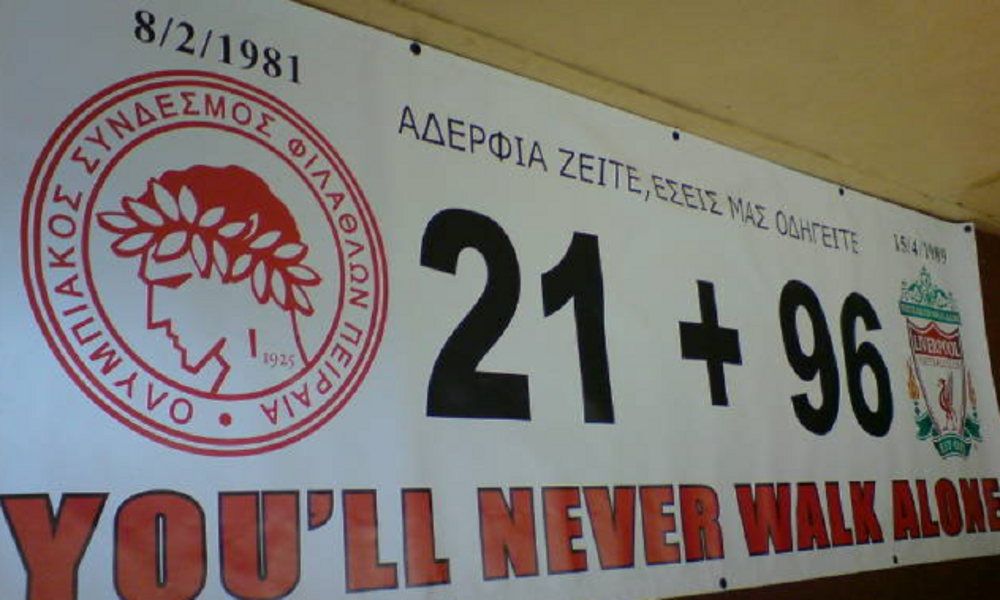 8/2/1981
ΟΛΥΜΠΙΑΚΟΣ ΣΥΝΔΕΣΜΟΣ ΦΙΛΑΘΛΩΝ ΠΕΙΡΑΙΑ
1925
ΑΔΕΡΦΙΑ ΖΕΙΤΕ,ΕΣΕΙΣ ΜΑΣ ΟΔΗΓΕΙΤΕ
21 + 96
15/4/1989
LIVERPOOL
YOU'LL NEVER WALK ALONE